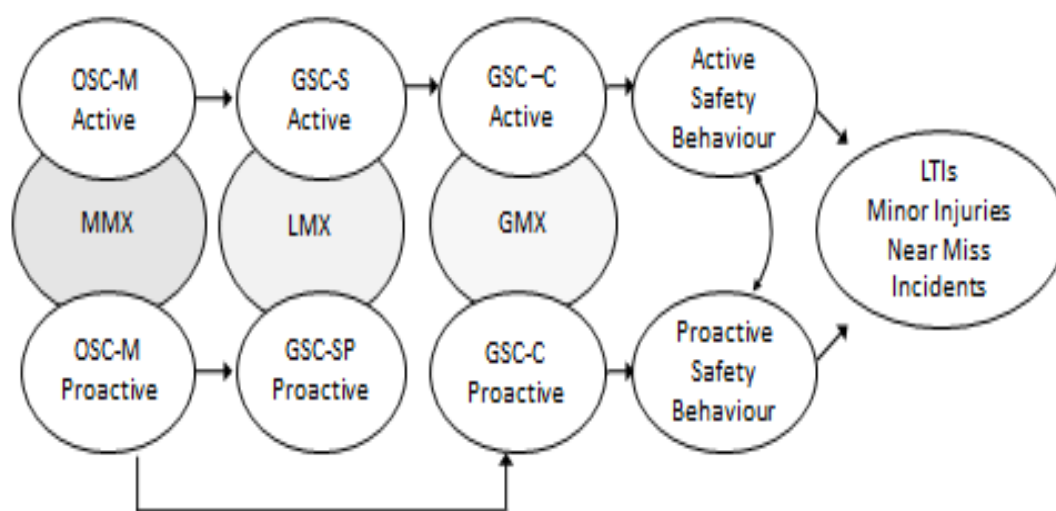 OSC-M
Active
GSC-S
Active
GSC –C
Active
Active
Safety
Behaviour
MMX
LMX
GMX
LTIs
Minor Injuries
Near Miss
Incidents
OSC-M
Proactive
GSC-SP
Proactive
GSC-C
Proactive
Proactive
Safety
Behaviour